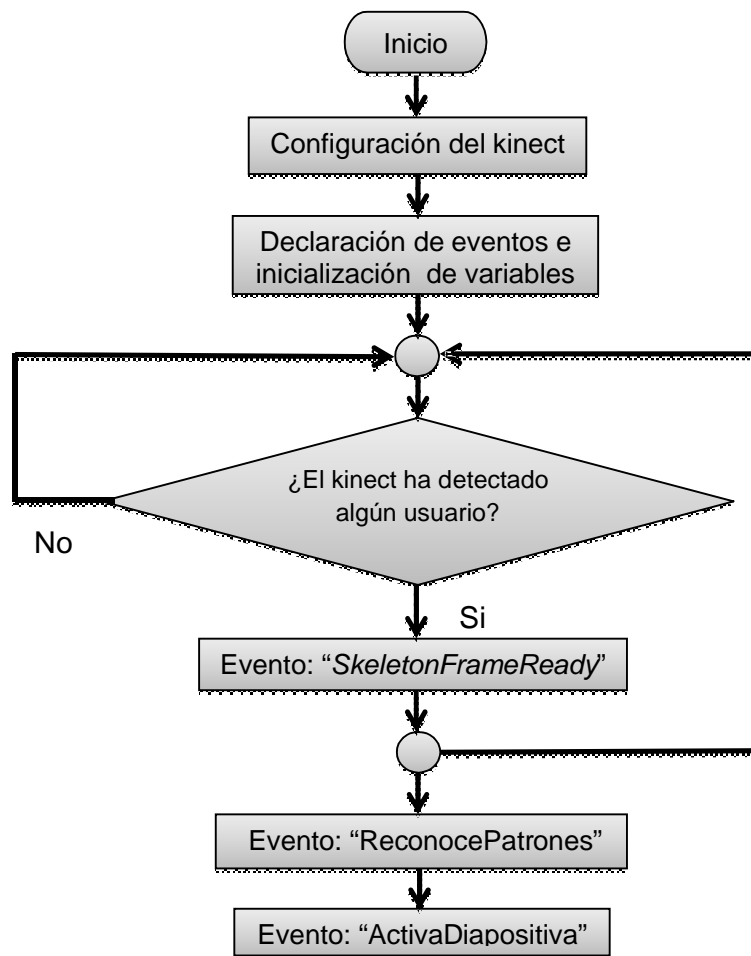 Inicio
Configuración del kinect
Declaración de eventos e
inicialización de variables
¿El kinect ha detectado
algún usuario?
No
Si
Evento: “SkeletonFrameReady”
Evento: “ReconocePatrones”
Evento: “ActivaDiapositiva”